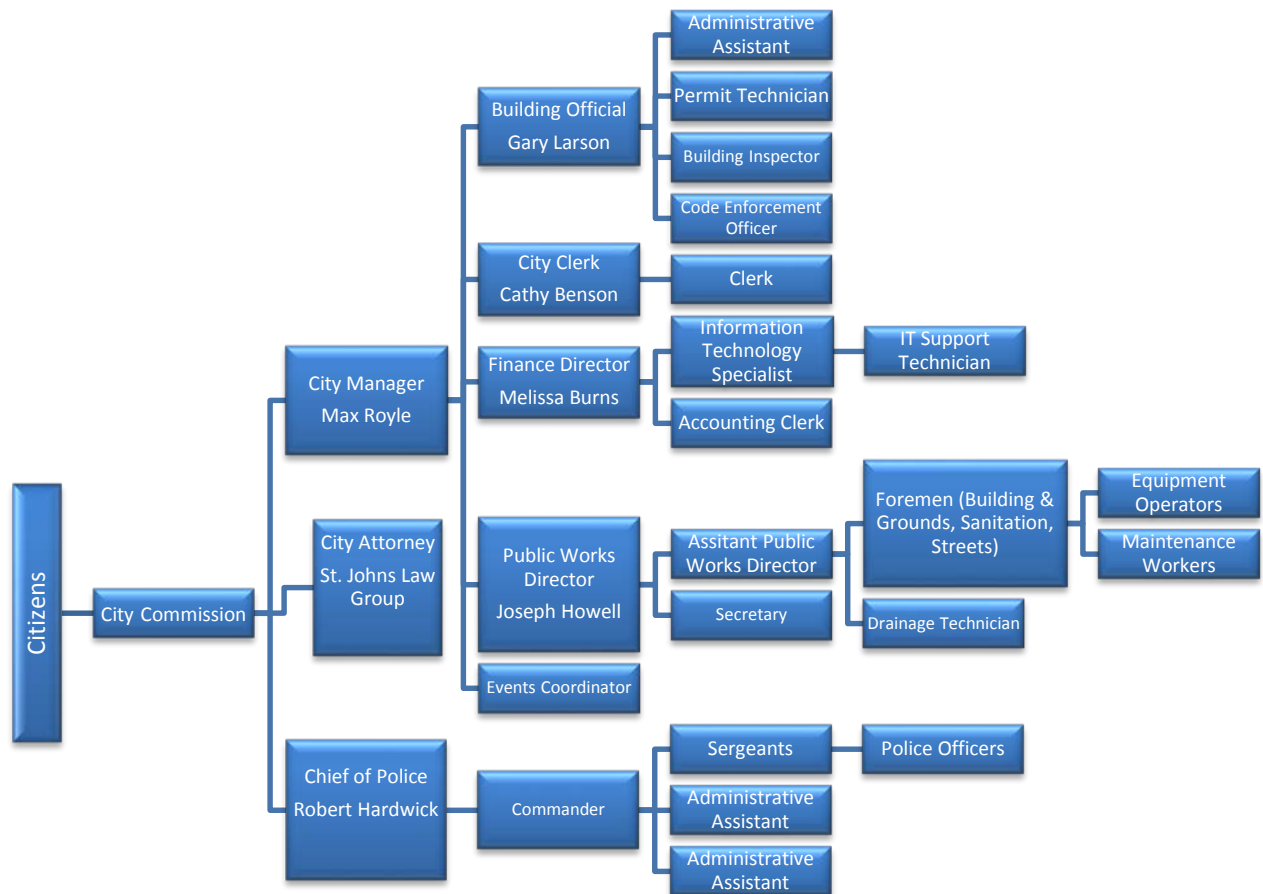 Citizens
City Commission
City Manager
Max Royle
City Attorney
St. Johns Law
Group
Chief of Police
Robert Hardwick
Building Official
Gary Larson
City Clerk
Cathy Benson
Finance Director
Melissa Burns
Public Works
Director
Joseph Howell
Events Coordinator
Commander
Administrative
Assistant
Permit Technician
Building Inspector
Code Enforcement
Officer
Clerk
Information
Technology
Specialist
Accounting Clerk
Assitant Public
Works Director
Secretary
Sergeants
Administrative
Assistant
Administrative
Assistant
IT Support
Technician
Foremen (Building &
Grounds, Sanitation,
Streets)
Drainage Technician
Police Officers
Equipment
Operators
Maintenance
Workers